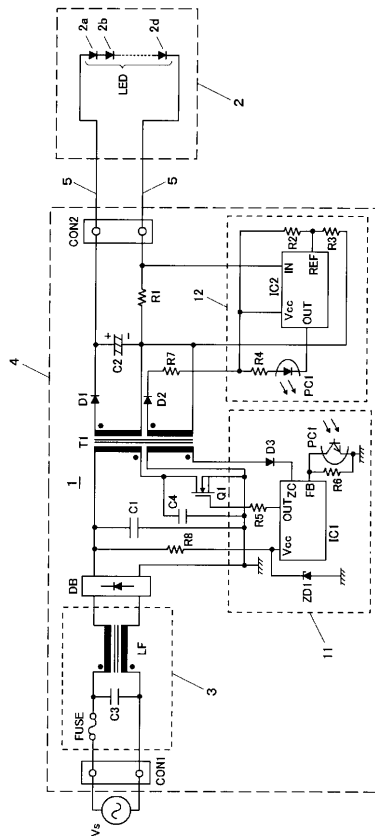 4
1
FUSE
CON1
Vs
C3
LF
3
DB
C1
R8
C4
Q1
T1
D1
D2
C2
+
-
R1
CON2
5
5
2a
2b
2d
LED
2
R7
12
R4
PC1
Vcc
IN
IC2
OUT
REF
R2
R3
D3
R5
OUT
ZC
Vcc
FB
IC1
PC1
R6
ZD1
11